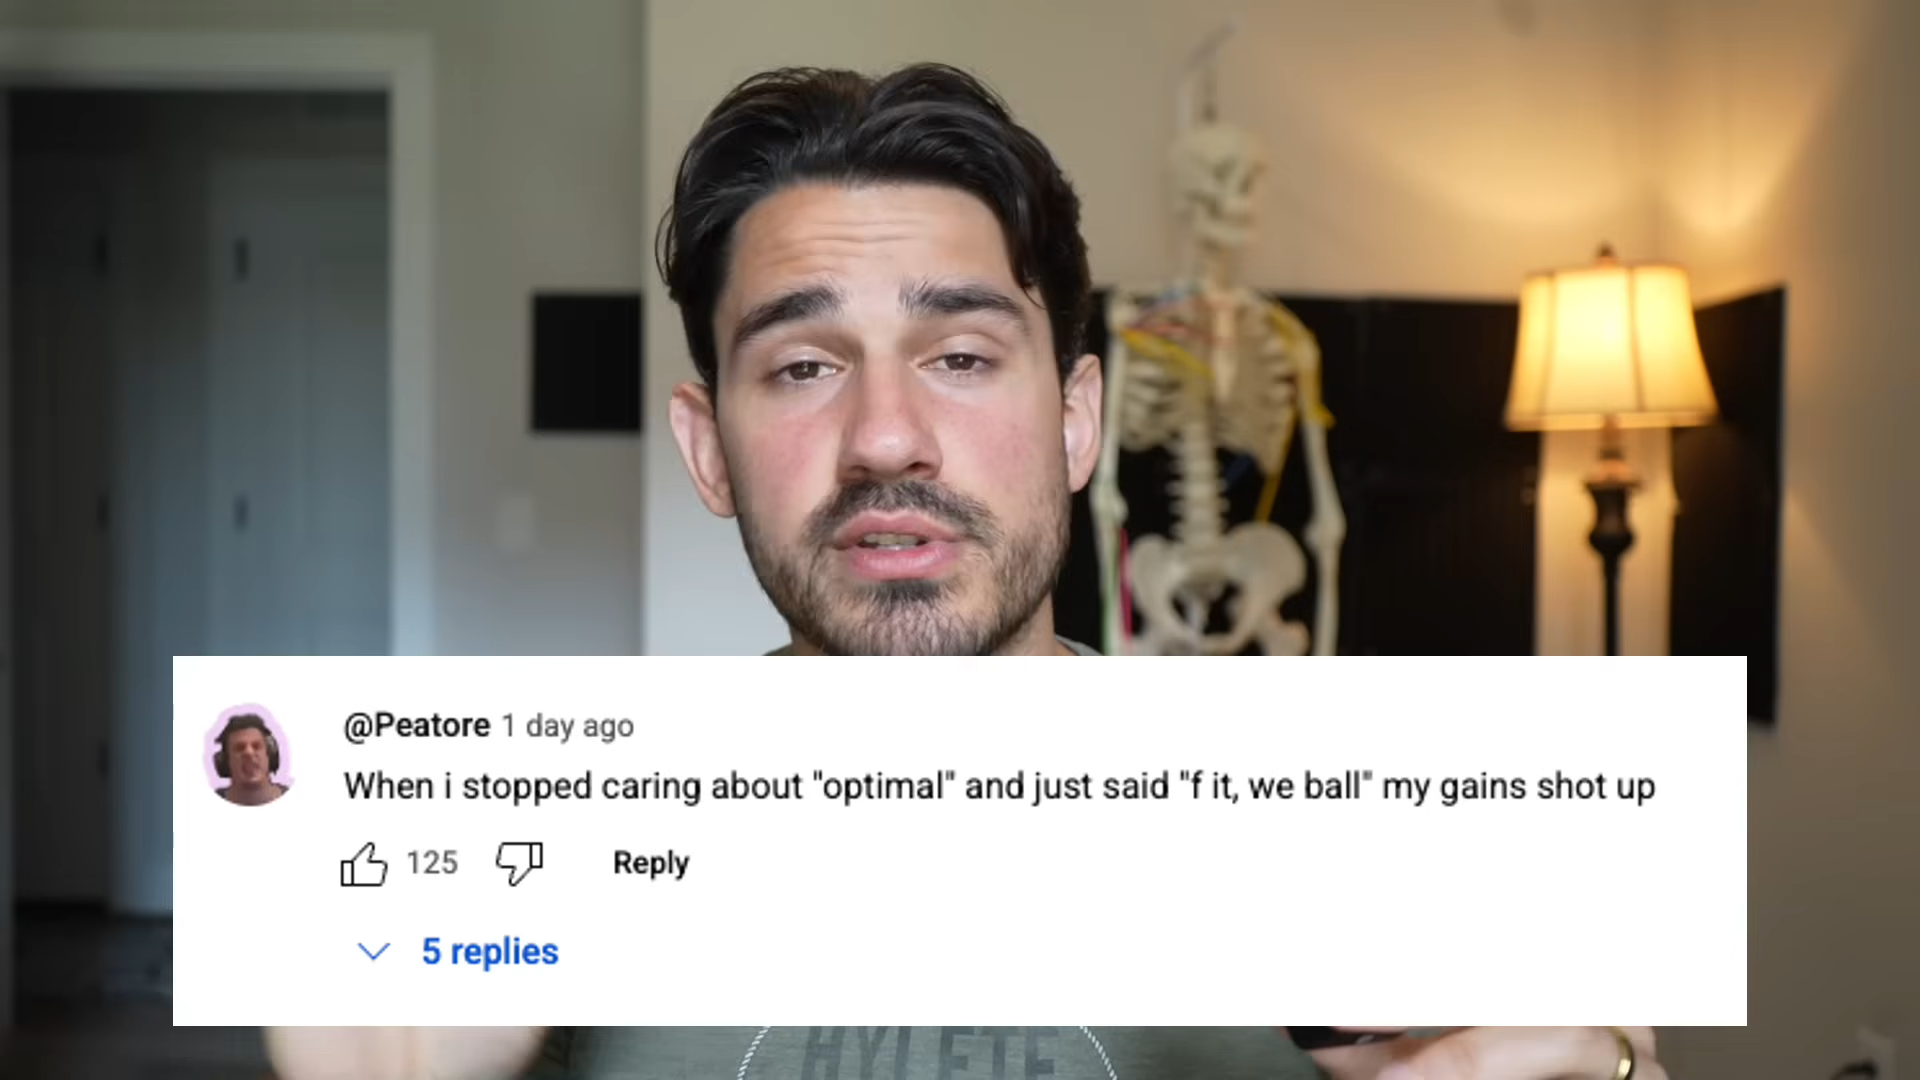 @Peatore 1 day ago
When i stopped caring about "optimal" and just said "f it, we ball" my gains shot up
125 Reply
5 replies
HYLETE